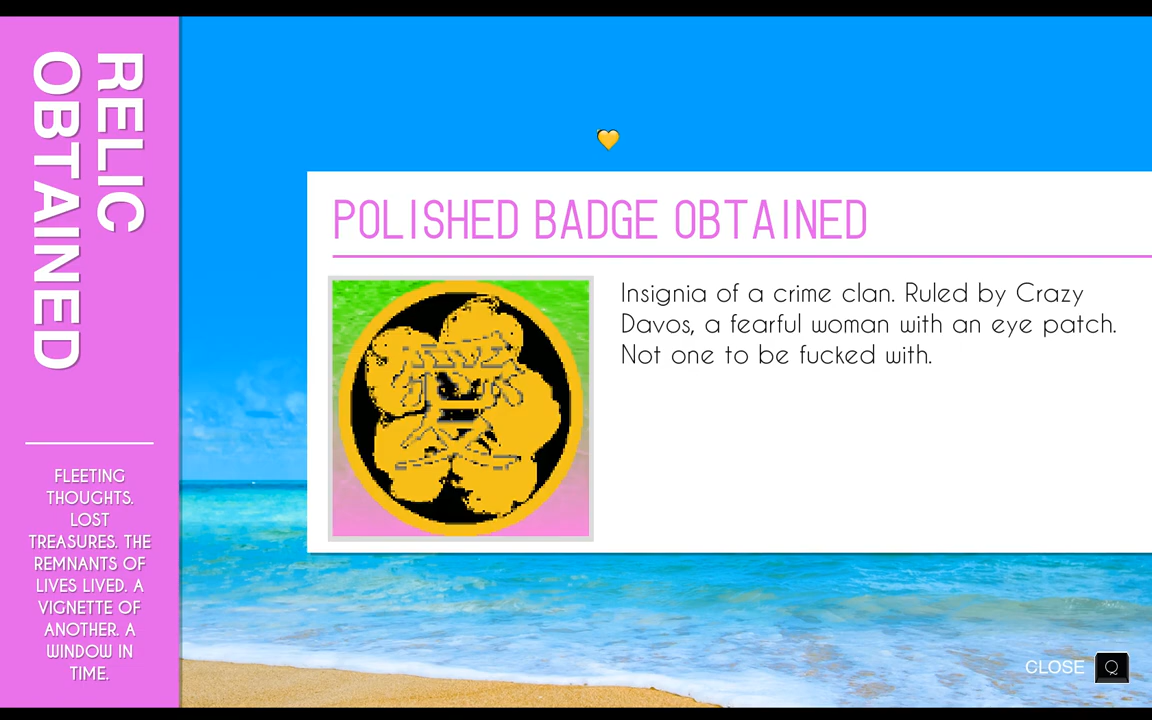 RELIC
OBTAINED
FLEETING
THOUGHTS.
LOST
TREASURES. THE
REMNANTS OF
LIVES LIVED. A
VIGNETTE OF
ANOTHER. A
WINDOW IN
TIME.
POLISHED BADGE OBTAINED
Insignia of a crime clan. Ruled by Crazy
Davos, a fearful woman with an eye patch.
Not one to be fucked with.
CLOSE Q